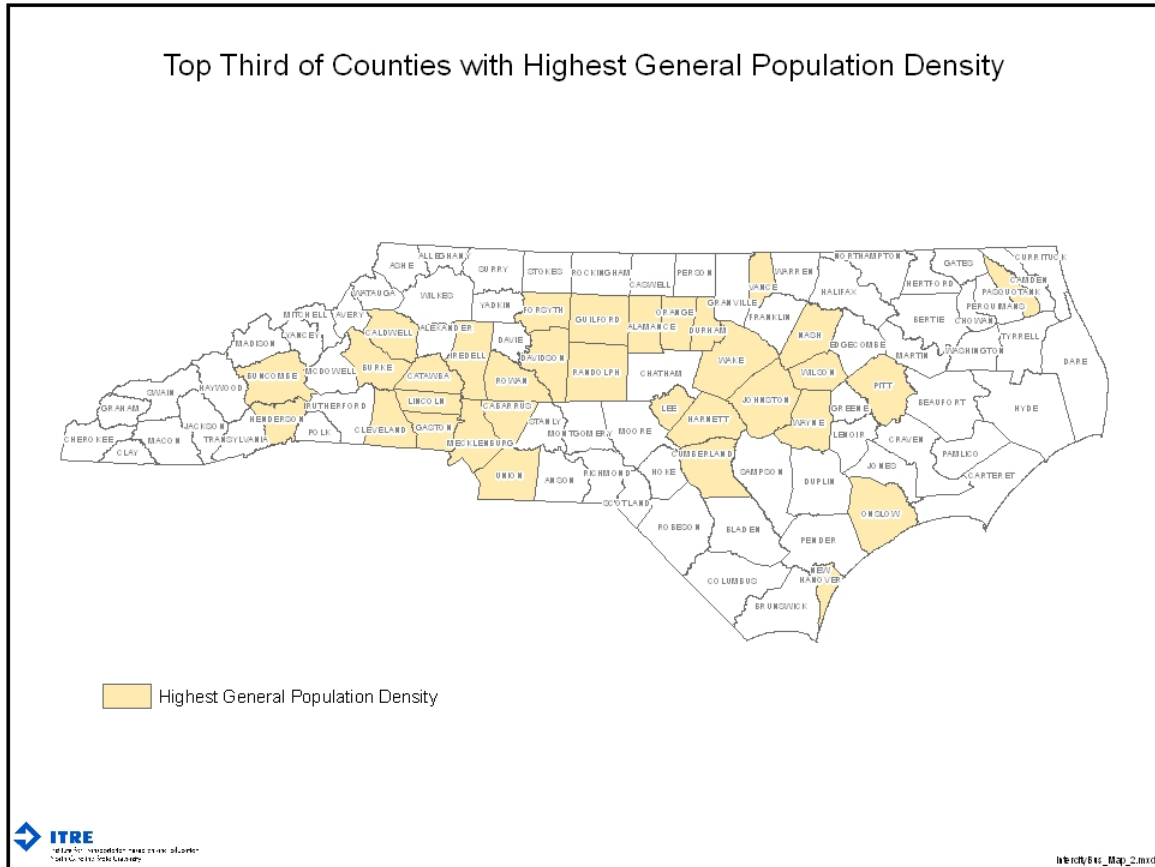 Top Third of Counties with Highest General Population Density
ALLEGHANY
ASHE
SURRY
STOKES
ROCKINGHAM
CASWELL
PERSON
VANCE
WARREN
NORTHAMPTON
GATES
CURRITUCK
CAMDEN
PASQUOTANK
PERQUIMANS
HERTFORD
HALIFAX
GRANVILLE
WATAUGA
WILKES
YADKIN
FORSYTH
GUILFORD
ALAMANCE
ORANGE
DURHAM
FRANKLIN
NASH
EDGECOMBE
BERTIE
CHOWAN
MITCHELL
AVERY
CALDWELL
ALEXANDER
IREDELL
DAVIE
DAVIDSON
RANDOLPH
CHATHAM
WAKE
WILSON
MARTIN
WASHINGTON
TYRRELL
DARE
YANCEY
MADISON
BUNCOMBE
MCDOWELL
BURKE
CATAWBA
ROWAN
LINCOLN
JOHNSTON
PITT
GREENE
BEAUFORT
HYDE
HAYWOOD
SWAIN
GRAHAM
JACKSON
HENDERSON
RUTHERFORD
CLEVELAND
GASTON
CABARRUS
STANLY
MONTGOMERY
MOORE
LEE
HARNETT
WAYNE
LENOIR
CRAVEN
PAMLICO
CHEROKEE
MACON
CLAY
TRANSYLVANIA
POLK
MECKLENBURG
UNION
ANSON
RICHMOND
SCOTLAND
HOKE
CUMBERLAND
SAMPSON
DUPLIN
JONES
CARTERET
ONSLOW
ROBESON
BLADEN
PENDER
NEW
HANOVER
COLUMBUS
BRUNSWICK
Highest General Population Density
ITRE
North Carolina State University
IntercityBus_Map_2.mxd